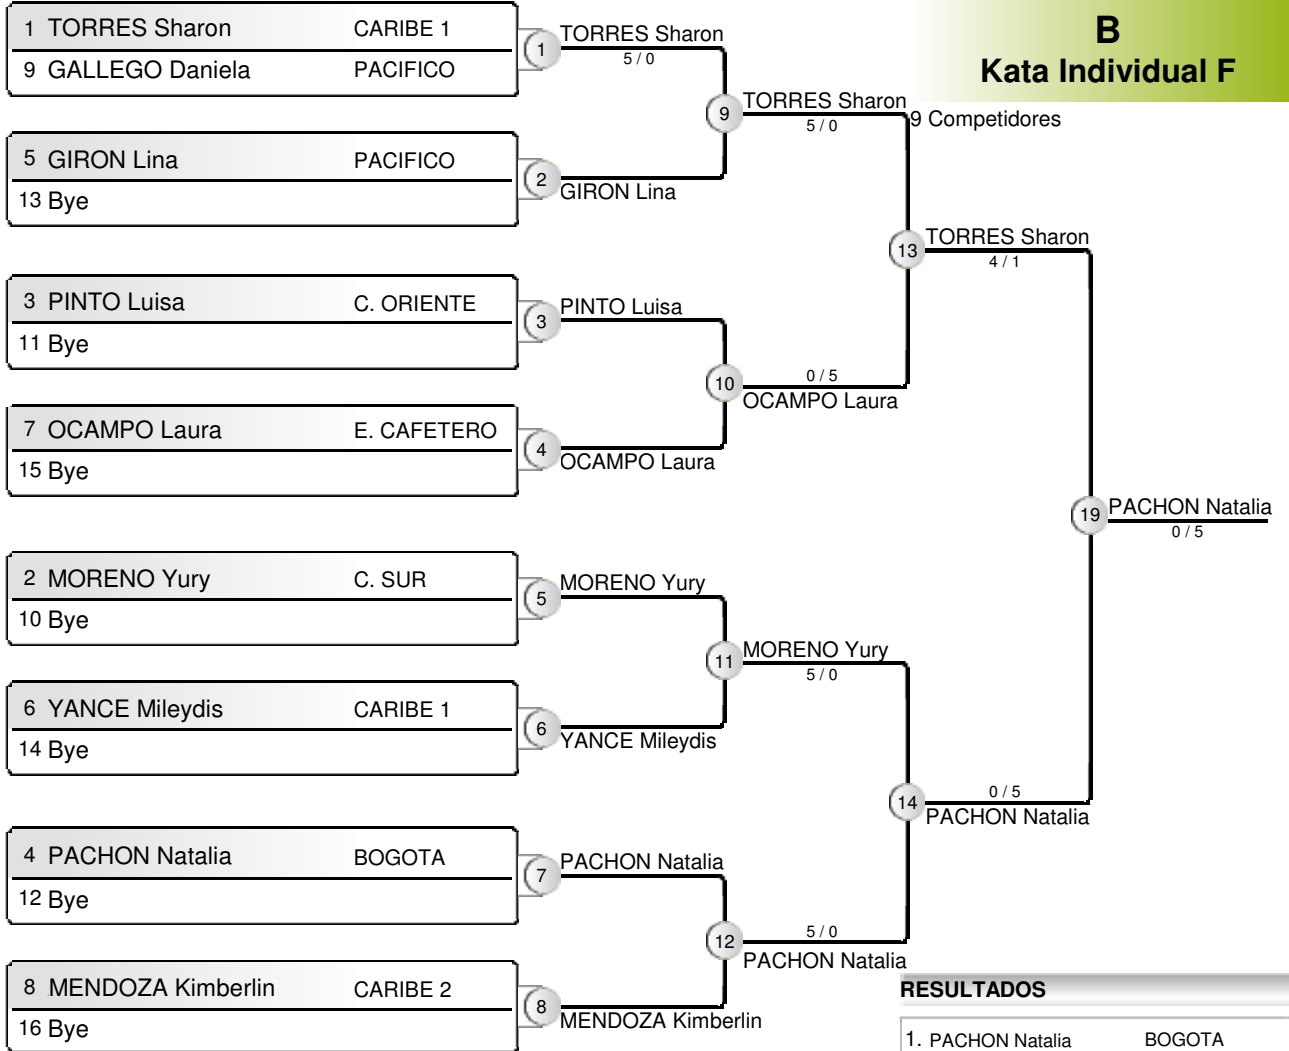 B
Kata Individual F
9 Competidores
1 TORRES Sharon CARIBE 1
9 GALLEGO Daniela PACIFICO
5 GIRON Lina PACIFICO
13 Bye
3 PINTO Luisa C. ORIENTE
11 Bye
7 OCAMPO Laura E. CAFETERO
15 Bye
2 MORENO Yury C. SUR
10 Bye
6 YANCE Mileydis CARIBE 1
14 Bye
4 PACHON Natalia BOGOTA
12 Bye
8 MENDOZA Kimberlin CARIBE 2
16 Bye
1 TORRES Sharon
5 / 0
2 GIRON Lina
3 PINTO Luisa
4 OCAMPO Laura
5 MORENO Yury
6 YANCE Mileydis
7 PACHON Natalia
8 MENDOZA Kimberlin
9 TORRES Sharon
5 / 0
10 0 / 5
OCAMPO Laura
11 MORENO Yury
5 / 0
12 5 / 0
PACHON Natalia
13 TORRES Sharon
4 / 1
14 0 / 5
PACHON Natalia
19 PACHON Natalia
0 / 5
RESULTADOS
1. PACHON Natalia BOGOTA